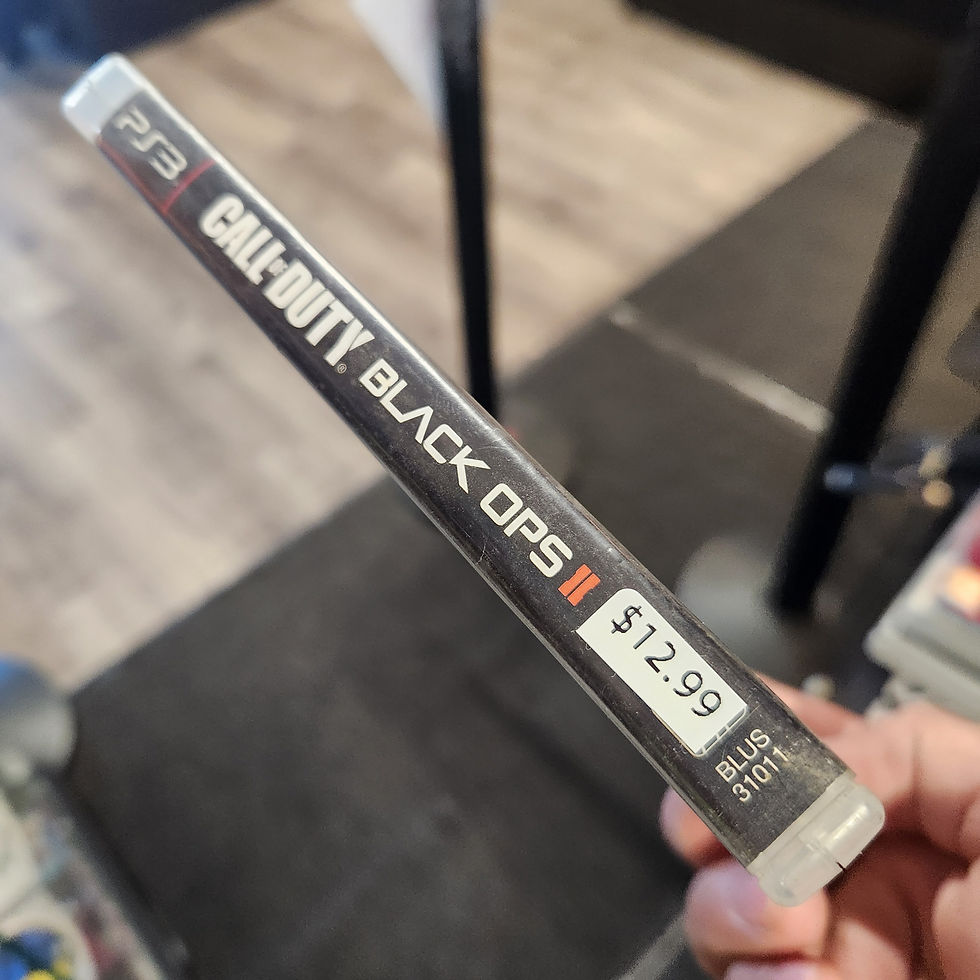 PS3
CALL OF DUTY® BLACK OPS II
$12.99
BLUS
31011